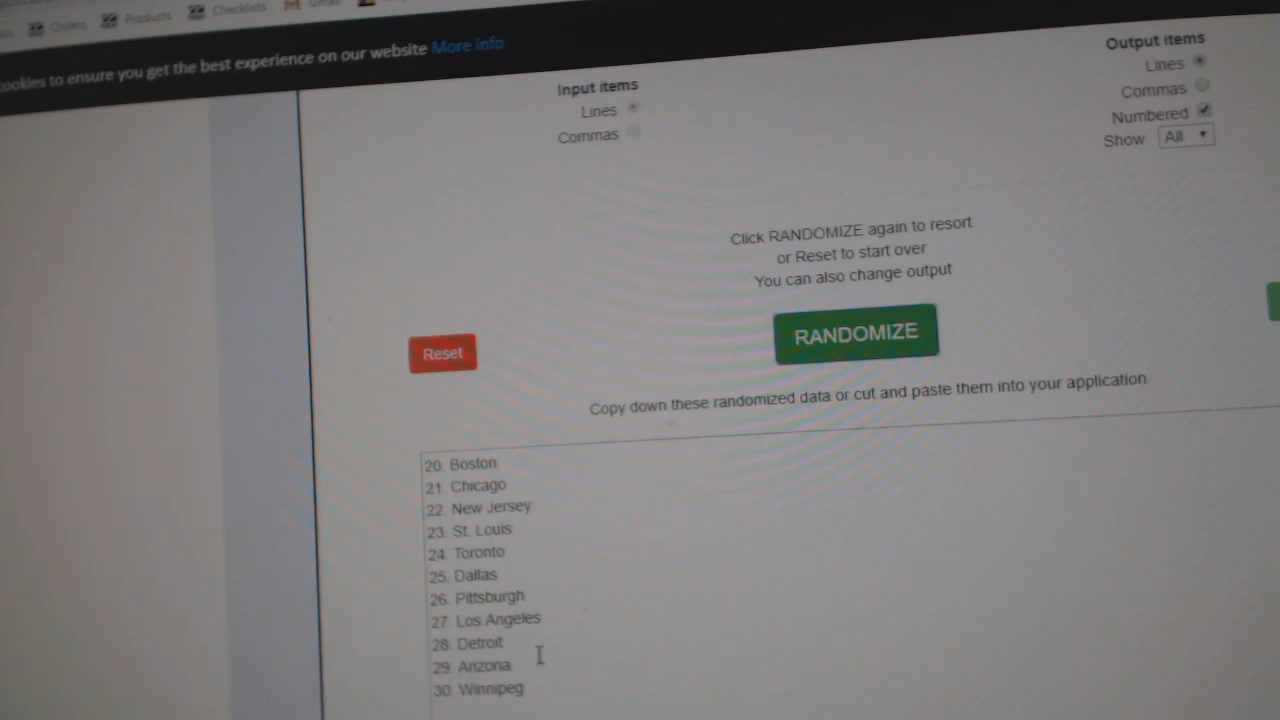 Orders Products Checklists Gmail
cookies to ensure you get the best experience on our website More info
Input items
Lines
Commas
Output items
Lines
Commas
Numbered
Show All
Click RANDOMIZE again to resort
or Reset to start over
You can also change output
Reset
RANDOMIZE
Copy down these randomized data or cut and paste them into your application
20. Boston
21. Chicago
22. New Jersey
23. St. Louis
24. Toronto
25. Dallas
26. Pittsburgh
27. Los Angeles
28. Detroit
29. Arizona
30. Winnipeg